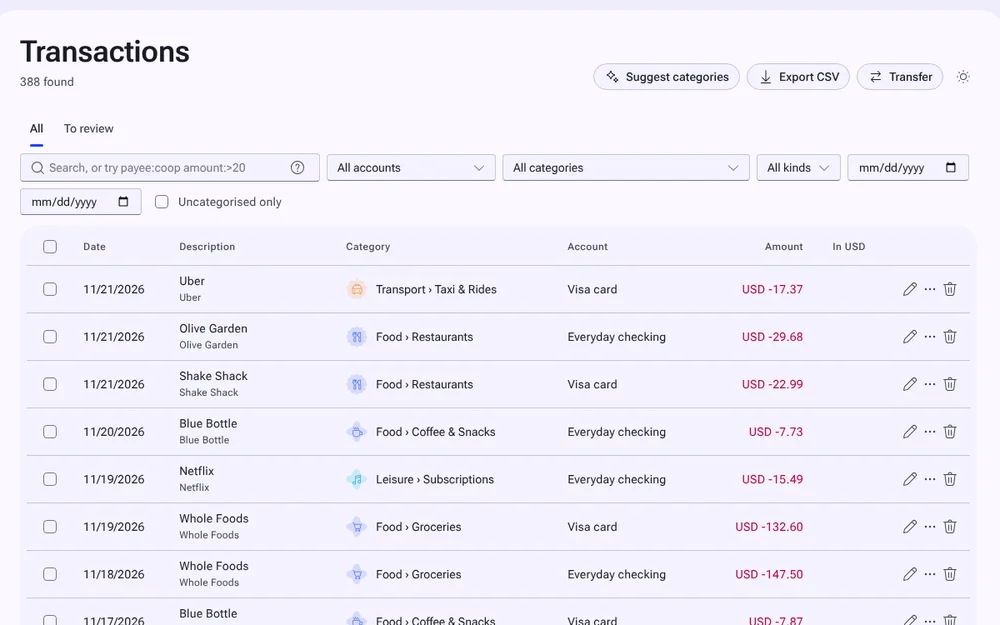 Transactions
388 found
Suggest categories
Export CSV
Transfer
All
To review
Search, or try payee:coop amount:>20
All accounts
All categories
All kinds
mm/dd/yyyy
mm/dd/yyyy
Uncategorised only
Date Description Category Account Amount In USD
11/21/2026 Uber Transport › Taxi & Rides Visa card USD -17.37
Uber
11/21/2026 Olive Garden Food › Restaurants Everyday checking USD -29.68
Olive Garden
11/21/2026 Shake Shack Food › Restaurants Visa card USD -22.99
Shake Shack
11/20/2026 Blue Bottle Food › Coffee & Snacks Everyday checking USD -7.73
Blue Bottle
11/19/2026 Netflix Leisure › Subscriptions Everyday checking USD -15.49
Netflix
11/19/2026 Whole Foods Food › Groceries Visa card USD -132.60
Whole Foods
11/18/2026 Whole Foods Food › Groceries Everyday checking USD -147.50
Whole Foods
11/17/2026 Blue Bottle Food › Coffee & Snacks Visa card USD -7.87